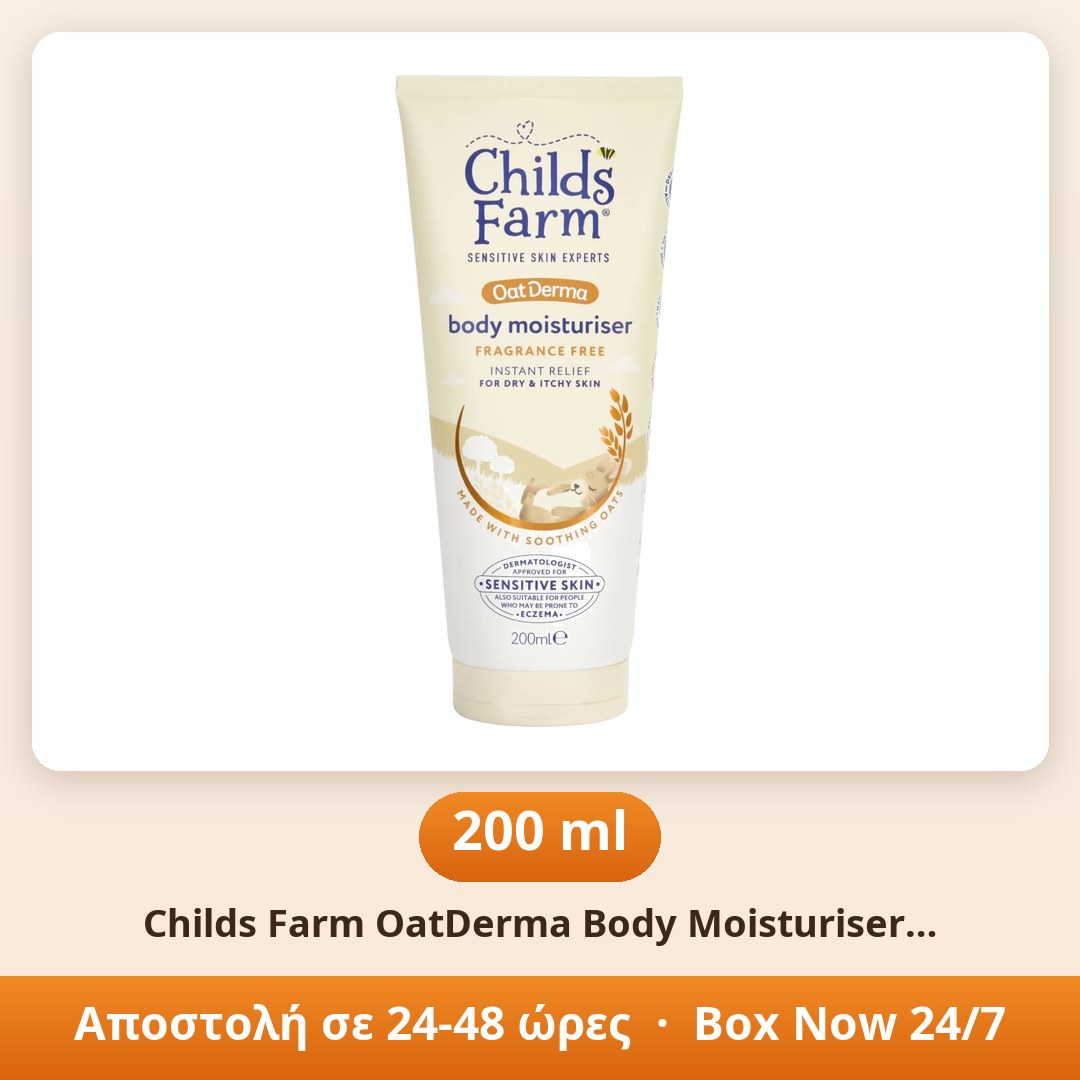 Childs
Farm®
SENSITIVE SKIN EXPERTS
Oat Derma
body moisturiser
FRAGRANCE FREE
INSTANT RELIEF
FOR DRY & ITCHY SKIN
MADE WITH SOOTHING OATS
DERMATOLOGIST
APPROVED FOR
•SENSITIVE SKIN•
ALSO SUITABLE FOR PEOPLE
WHO MAY BE PRONE TO
•ECZEMA•
200ml℮
200 ml
Childs Farm OatDerma Body Moisturiser...
Αποστολή σε 24-48 ώρες · Box Now 24/7